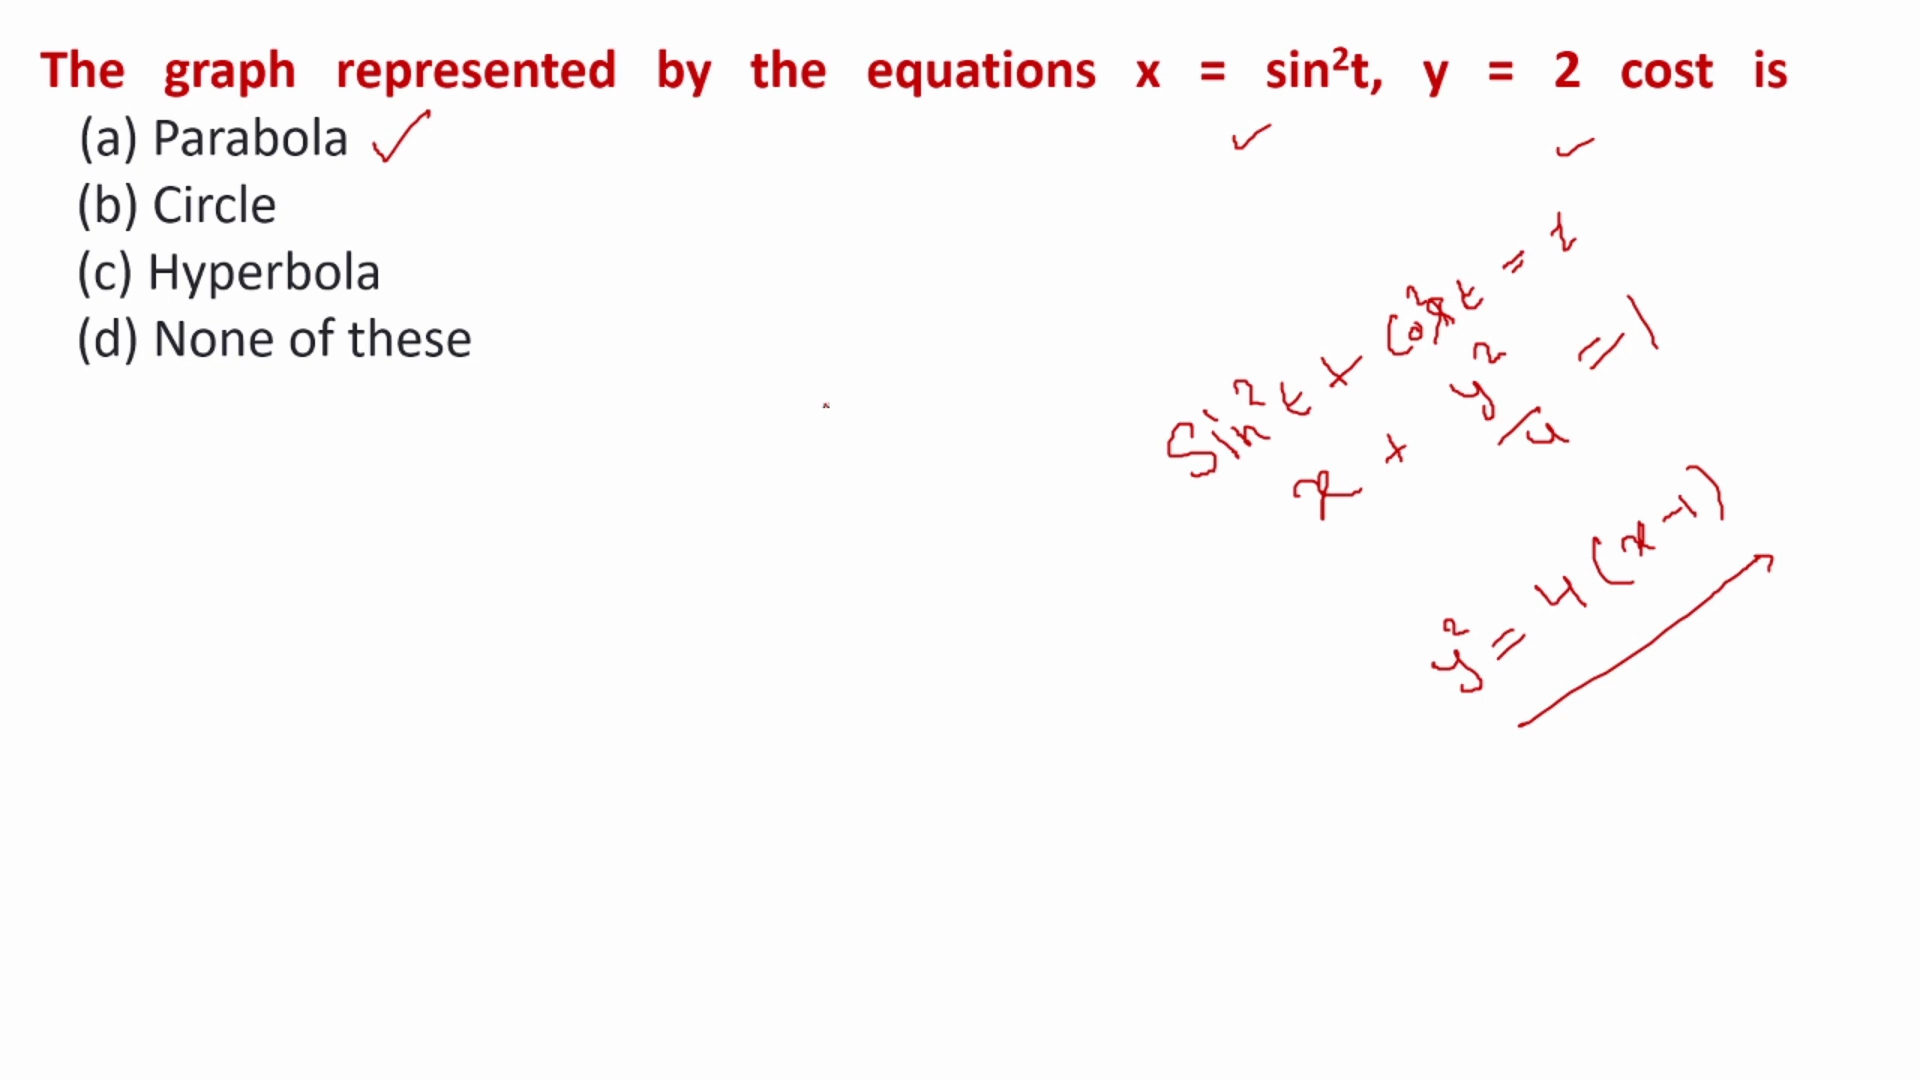 The graph represented by the equations x = sin²t, y = 2 cost is
(a) Parabola ✓
(b) Circle
(c) Hyperbola
(d) None of these
Sin²t + Cos²t = 1
x + y²/4 = 1
y² = 4(x-1)